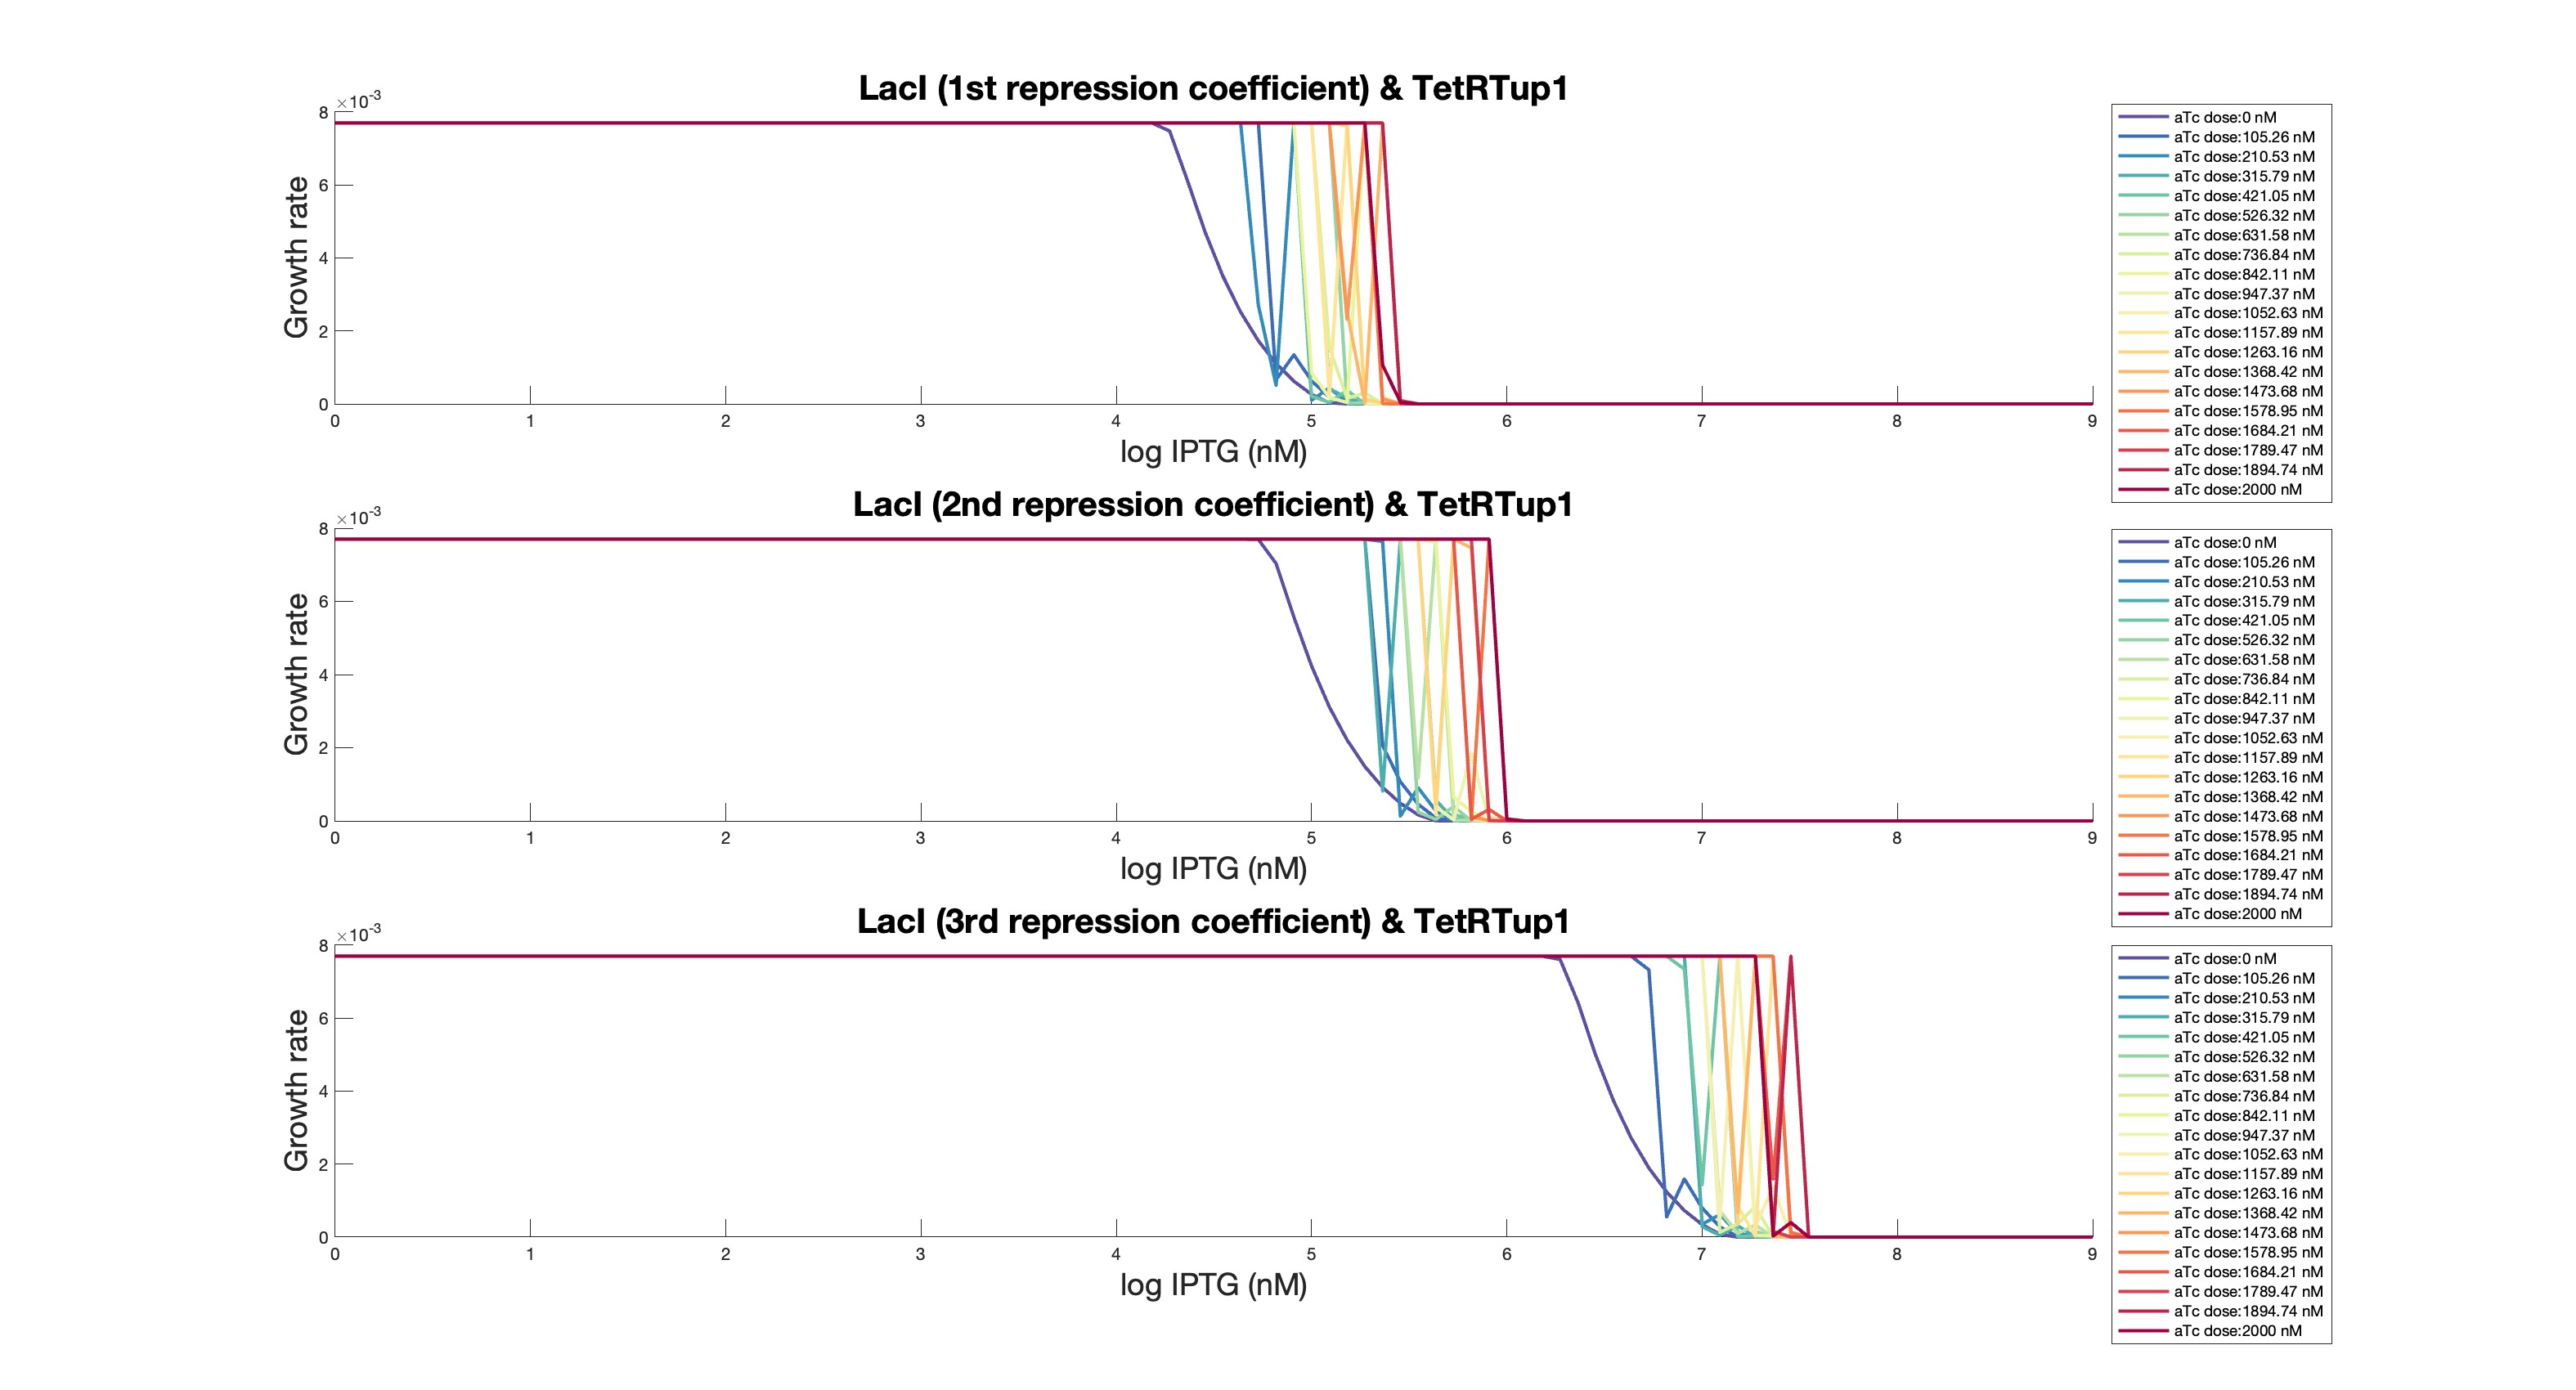 LacI (1st repression coefficient) & TetRTup1
×10-3
8
6
4
2
0
Growth rate
0 1 2 3 4 5 6 7 8 9
log IPTG (nM)
aTc dose:0 nM
aTc dose:105.26 nM
aTc dose:210.53 nM
aTc dose:315.79 nM
aTc dose:421.05 nM
aTc dose:526.32 nM
aTc dose:631.58 nM
aTc dose:736.84 nM
aTc dose:842.11 nM
aTc dose:947.37 nM
aTc dose:1052.63 nM
aTc dose:1157.89 nM
aTc dose:1263.16 nM
aTc dose:1368.42 nM
aTc dose:1473.68 nM
aTc dose:1578.95 nM
aTc dose:1684.21 nM
aTc dose:1789.47 nM
aTc dose:1894.74 nM
aTc dose:2000 nM
LacI (2nd repression coefficient) & TetRTup1
×10-3
8
6
4
2
0
Growth rate
0 1 2 3 4 5 6 7 8 9
log IPTG (nM)
aTc dose:0 nM
aTc dose:105.26 nM
aTc dose:210.53 nM
aTc dose:315.79 nM
aTc dose:421.05 nM
aTc dose:526.32 nM
aTc dose:631.58 nM
aTc dose:736.84 nM
aTc dose:842.11 nM
aTc dose:947.37 nM
aTc dose:1052.63 nM
aTc dose:1157.89 nM
aTc dose:1263.16 nM
aTc dose:1368.42 nM
aTc dose:1473.68 nM
aTc dose:1578.95 nM
aTc dose:1684.21 nM
aTc dose:1789.47 nM
aTc dose:1894.74 nM
aTc dose:2000 nM
LacI (3rd repression coefficient) & TetRTup1
×10-3
8
6
4
2
0
Growth rate
0 1 2 3 4 5 6 7 8 9
log IPTG (nM)
aTc dose:0 nM
aTc dose:105.26 nM
aTc dose:210.53 nM
aTc dose:315.79 nM
aTc dose:421.05 nM
aTc dose:526.32 nM
aTc dose:631.58 nM
aTc dose:736.84 nM
aTc dose:842.11 nM
aTc dose:947.37 nM
aTc dose:1052.63 nM
aTc dose:1157.89 nM
aTc dose:1263.16 nM
aTc dose:1368.42 nM
aTc dose:1473.68 nM
aTc dose:1578.95 nM
aTc dose:1684.21 nM
aTc dose:1789.47 nM
aTc dose:1894.74 nM
aTc dose:2000 nM